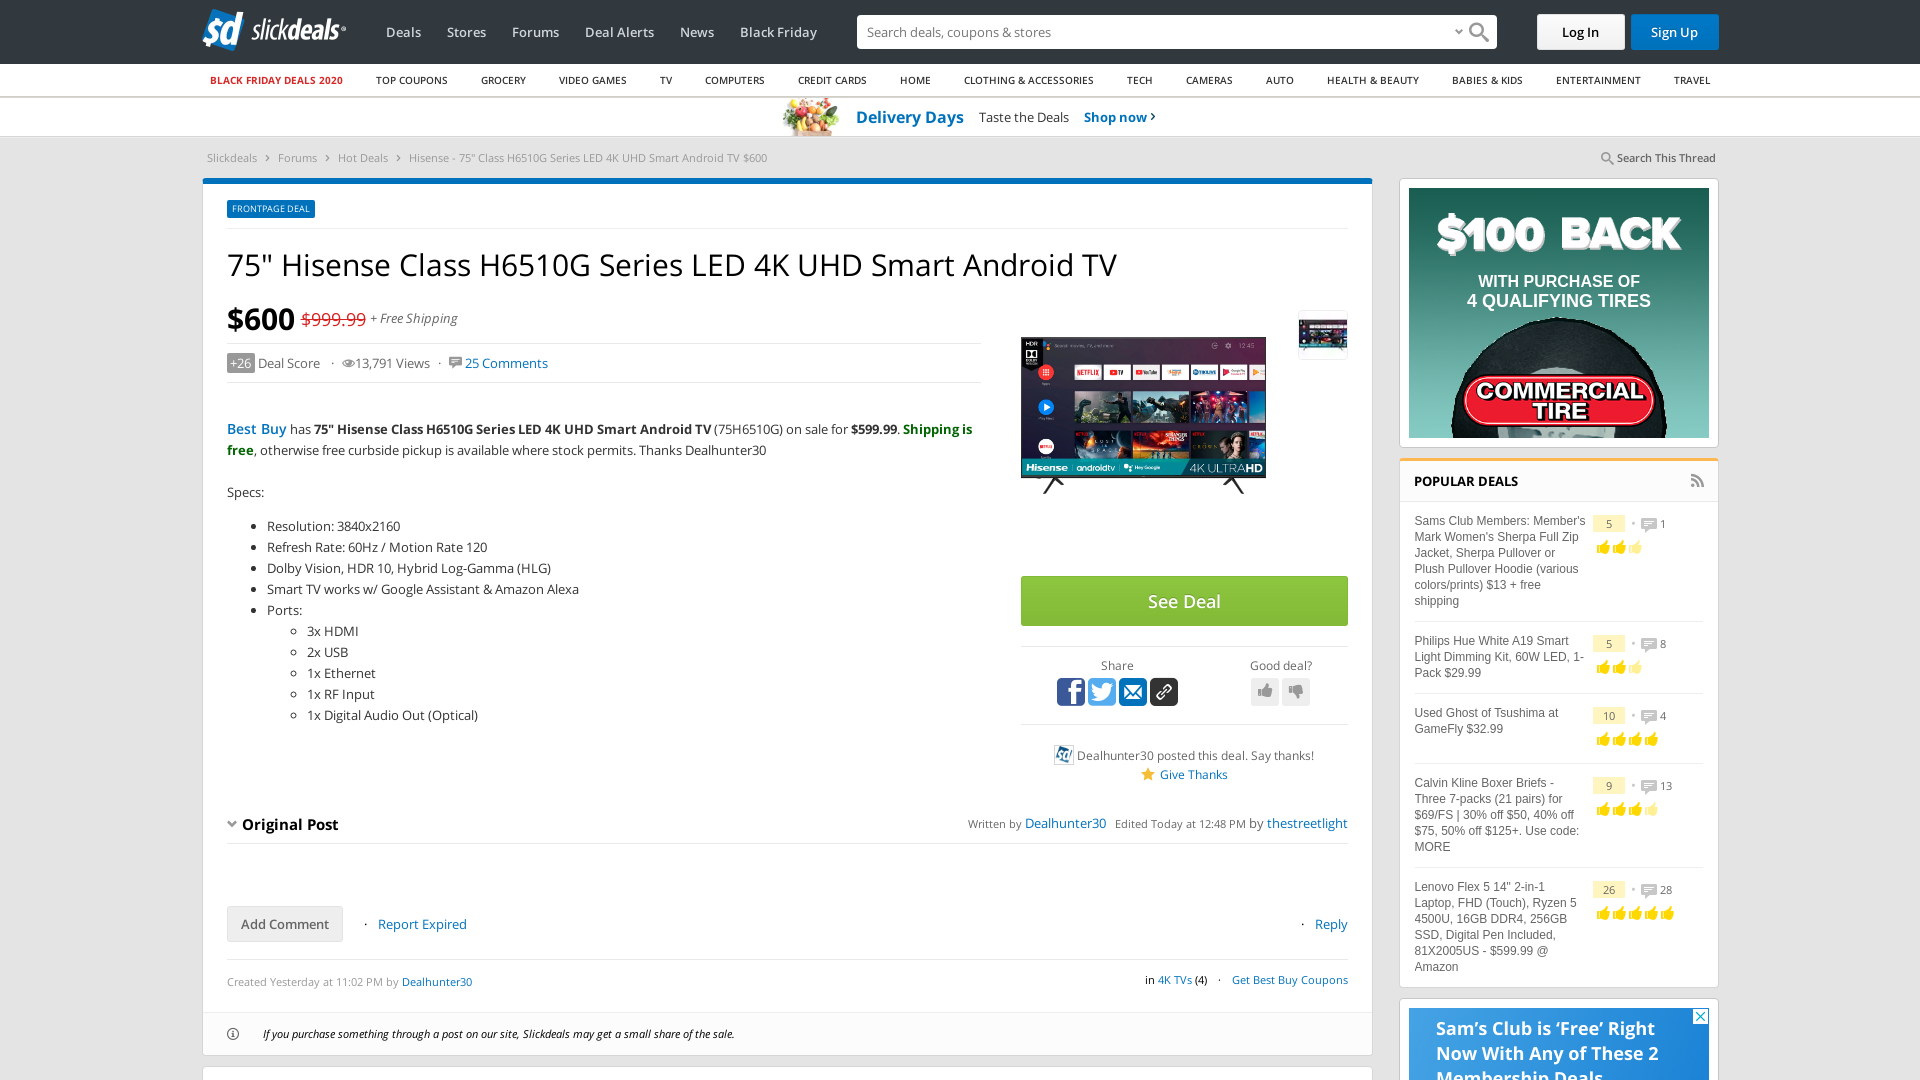 slickdeals
Deals Stores Forums Deal Alerts News Black Friday
Search deals, coupons & shopping
Log In Sign Up
BLACK FRIDAY DEALS 2020 TOP COUPONS GROCERY VIDEO GAMES TV COMPUTERS CREDIT CARDS HOME CLOTHING & ACCESSORIES TECH CAMERAS AUTO HEALTH & BEAUTY BABIES & KIDS ENTERTAINMENT TRAVEL
Delivery Days Taste the Deals Shop now ›
Slickdeals › Forums › Hot Deals › Hisense - 75" Class H6510G Series LED 4K UHD Smart Android TV $600
Search This Thread
FRONTPAGE DEAL
75" Hisense Class H6510G Series LED 4K UHD Smart Android TV
$600 $999.99 + Free Shipping
+26 Deal Score · 13,791 Views · 25 Comments
Best Buy has 75" Hisense Class H6510G Series LED 4K UHD Smart Android TV (75H6510G) on sale for $599.99. Shipping is
free, otherwise free curbside pickup is available where stock permits. Thanks Dealhunter30
Specs:
Resolution: 3840x2160
Refresh Rate: 60Hz / Motion Rate 120
Dolby Vision, HDR 10, Hybrid Log-Gamma (HLG)
Smart TV works w/ Google Assistant & Amazon Alexa
Ports:
3x HDMI
2x USB
1x Ethernet
1x RF Input
1x Digital Audio Out (Optical)
HDR
12:45
NETFLIX
YouTube
Hisense androidtv Hey Google 4K ULTRAHD
See Deal
Share Good deal?
Dealhunter30 posted this deal. Say thanks!
Give Thanks
Original Post
Written by Dealhunter30 Edited Today at 12:48 PM by thestreetlight
Add Comment · Report Expired · Reply
Created Yesterday at 11:02 PM by Dealhunter30
in 4K TVs (4) · Get Best Buy Coupons
If you purchase something through a post on our site, Slickdeals may get a small share of the sale.
$100 BACK
WITH PURCHASE OF
4 QUALIFYING TIRES
COMMERCIAL
TIRE
POPULAR DEALS
Sams Club Members: Member's
Mark Women's Sherpa Full Zip
Jacket, Sherpa Pullover or
Plush Pullover Hoodie (various
colors/prints) $13 + free
shipping
5 • 1
Philips Hue White A19 Smart
Light Dimming Kit, 60W LED, 1-
Pack $29.99
5 • 8
Used Ghost of Tsushima at
GameFly $32.99
10 • 4
Calvin Kline Boxer Briefs -
Three 7-packs (21 pairs) for
$69/FS | 30% off $50, 40% off
$75, 50% off $125+. Use code:
MORE
9 • 13
Lenovo Flex 5 14" 2-in-1
Laptop, FHD (Touch), Ryzen 5
4500U, 16GB DDR4, 256GB
SSD, Digital Pen Included,
81X2005US - $599.99 @
Amazon
26 • 28
Sam's Club is ‘Free’ Right
Now With Any of These 2
Membership Deals